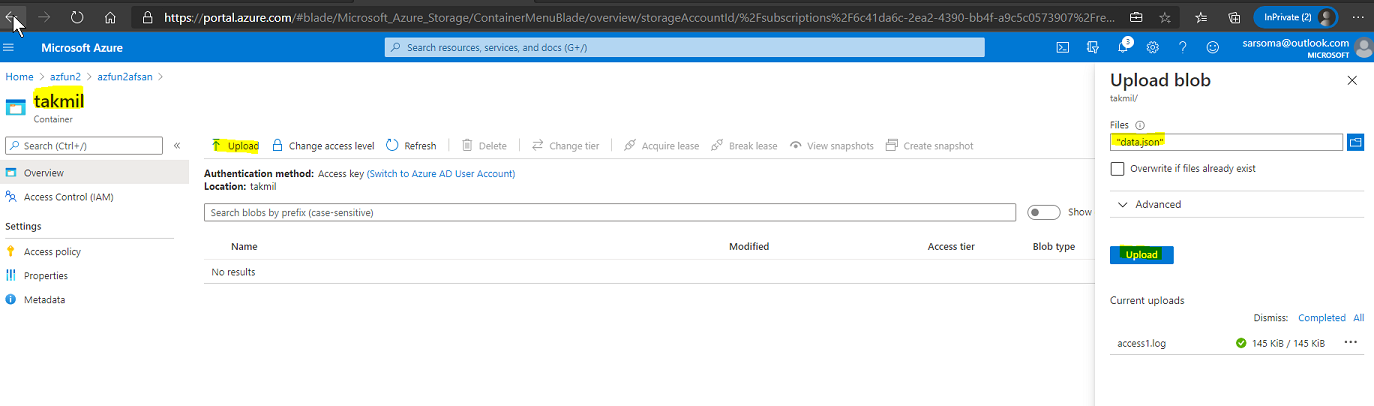 https://portal.azure.com/#blade/Microsoft_Azure_Storage/ContainerMenuBlade/overview/storageAccountId/%2Fsubscriptions%2F6c41da6c-2ea2-4390-bb4f-a9c5c0573907%2Fre...
InPrivate (2)
Microsoft Azure
Search resources, services, and docs (G+/)
3
sarsoma@outlook.com
MICROSOFT
Home > azfun2 > azfun2afsan >
takmil
Container
Search (Ctrl+/)
Overview
Access Control (IAM)
Settings
Access policy
Properties
Metadata
Upload
Change access level
Refresh
Delete
Change tier
Acquire lease
Break lease
View snapshots
Create snapshot
Authentication method: Access key (Switch to Azure AD User Account)
Location: takmil
Search blobs by prefix (case-sensitive)
Show
Name
Modified
Access tier
Blob type
No results
Upload blob
takmil/
Files
"data.json"
Overwrite if files already exist
Advanced
Upload
Current uploads
Dismiss: Completed All
access1.log 145 KiB / 145 KiB